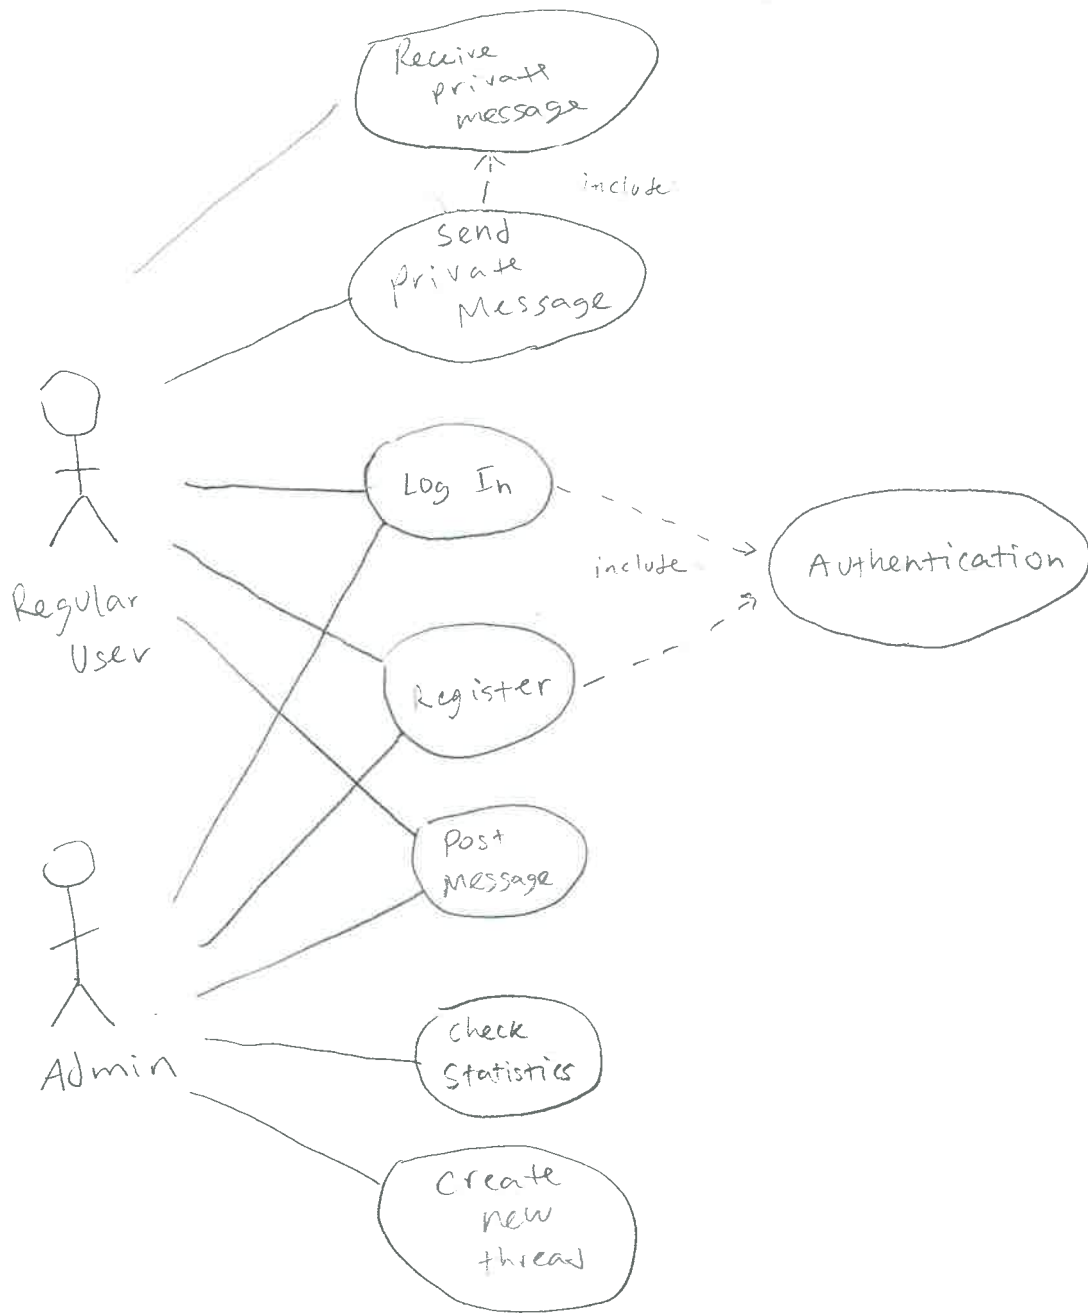 Receive
private
message
include
send
private
Message
Log In
include
Authentication
Regular
User
Register
Post
Message
check
Statistics
Admin
Create
new
thread